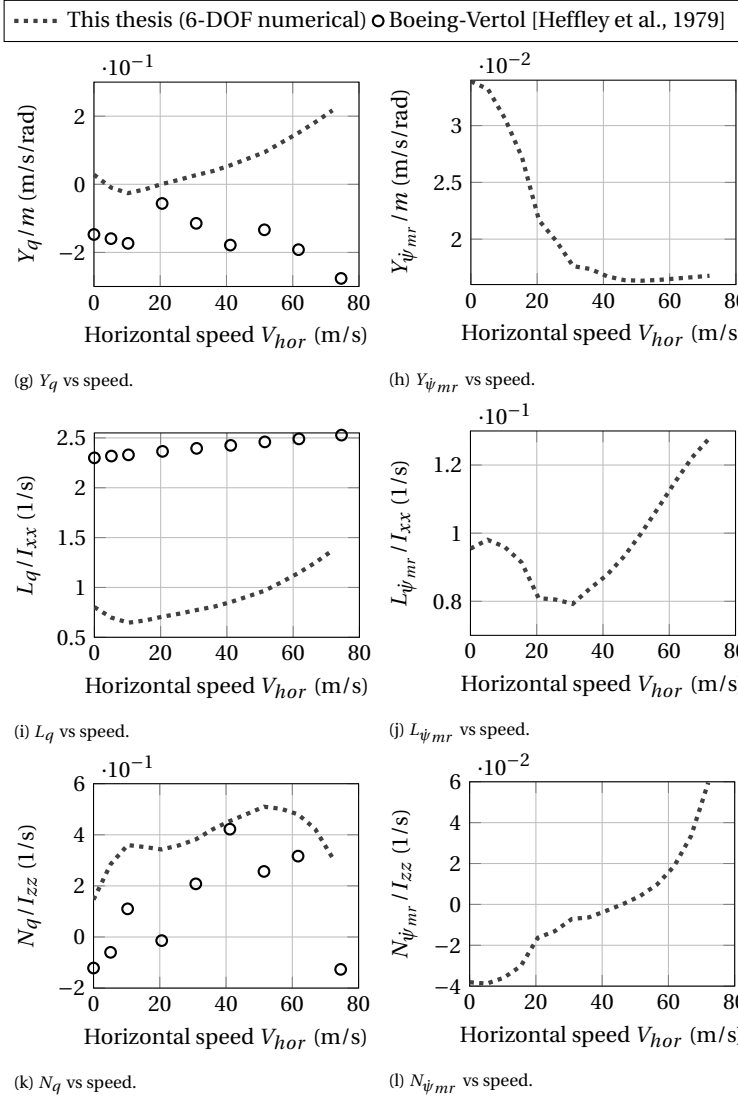 This thesis (6-DOF numerical) Boeing-Vertol [Heffley et al., 1979]
·10⁻¹
Y_q/m (m/s/rad)
2
0
−2
0 20 40 60 80
Horizontal speed V_hor (m/s)
(g) Y_q vs speed.
·10⁻²
Y_ψ̇mr/m (m/s/rad)
3
2
2
0 20 40 60 80
Horizontal speed V_hor (m/s)
(h) Y_ψ̇mr vs speed.
L_q/I_xx (1/s)
2.5
2
1.5
1
0.5
0 20 40 60 80
Horizontal speed V_hor (m/s)
(i) L_q vs speed.
·10⁻¹
L_ψ̇mr/I_xx (1/s)
1.2
1
0.8
0 20 40 60 80
Horizontal speed V_hor (m/s)
(j) L_ψ̇mr vs speed.
·10⁻¹
N_q/I_zz (1/s)
6
4
2
0
−2
0 20 40 60 80
Horizontal speed V_hor (m/s)
(k) N_q vs speed.
·10⁻²
N_ψ̇mr/I_zz (1/s)
6
4
2
0
−2
−4
0 20 40 60 80
Horizontal speed V_hor (m/s)
(l) N_ψ̇mr vs speed.